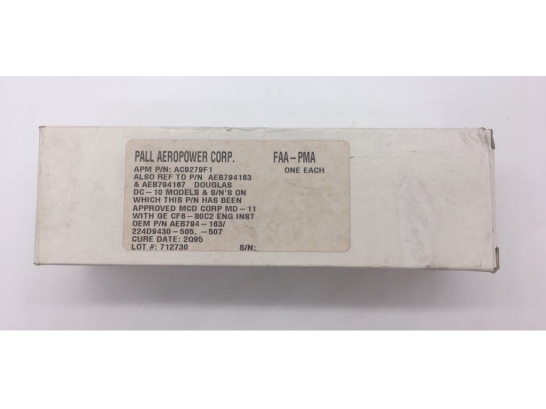 PALL AEROPOWER CORP. FAA-PMA
APM P/N: AC9279F1 ONE EACH
ALSO REF TO P/N AEB794163
& AEB794167 DOUGLAS
DC-10 MODELS & S/N'S ON
WHICH THIS P/N HAS BEEN
APPROVED MCD CORP MD-11
WITH GE CF6-80C2 ENG INST
OEM P/N AEB794-163/
224D9430-505, -507
CURE DATE: 2Q95
LOT #: 712730 S/N: